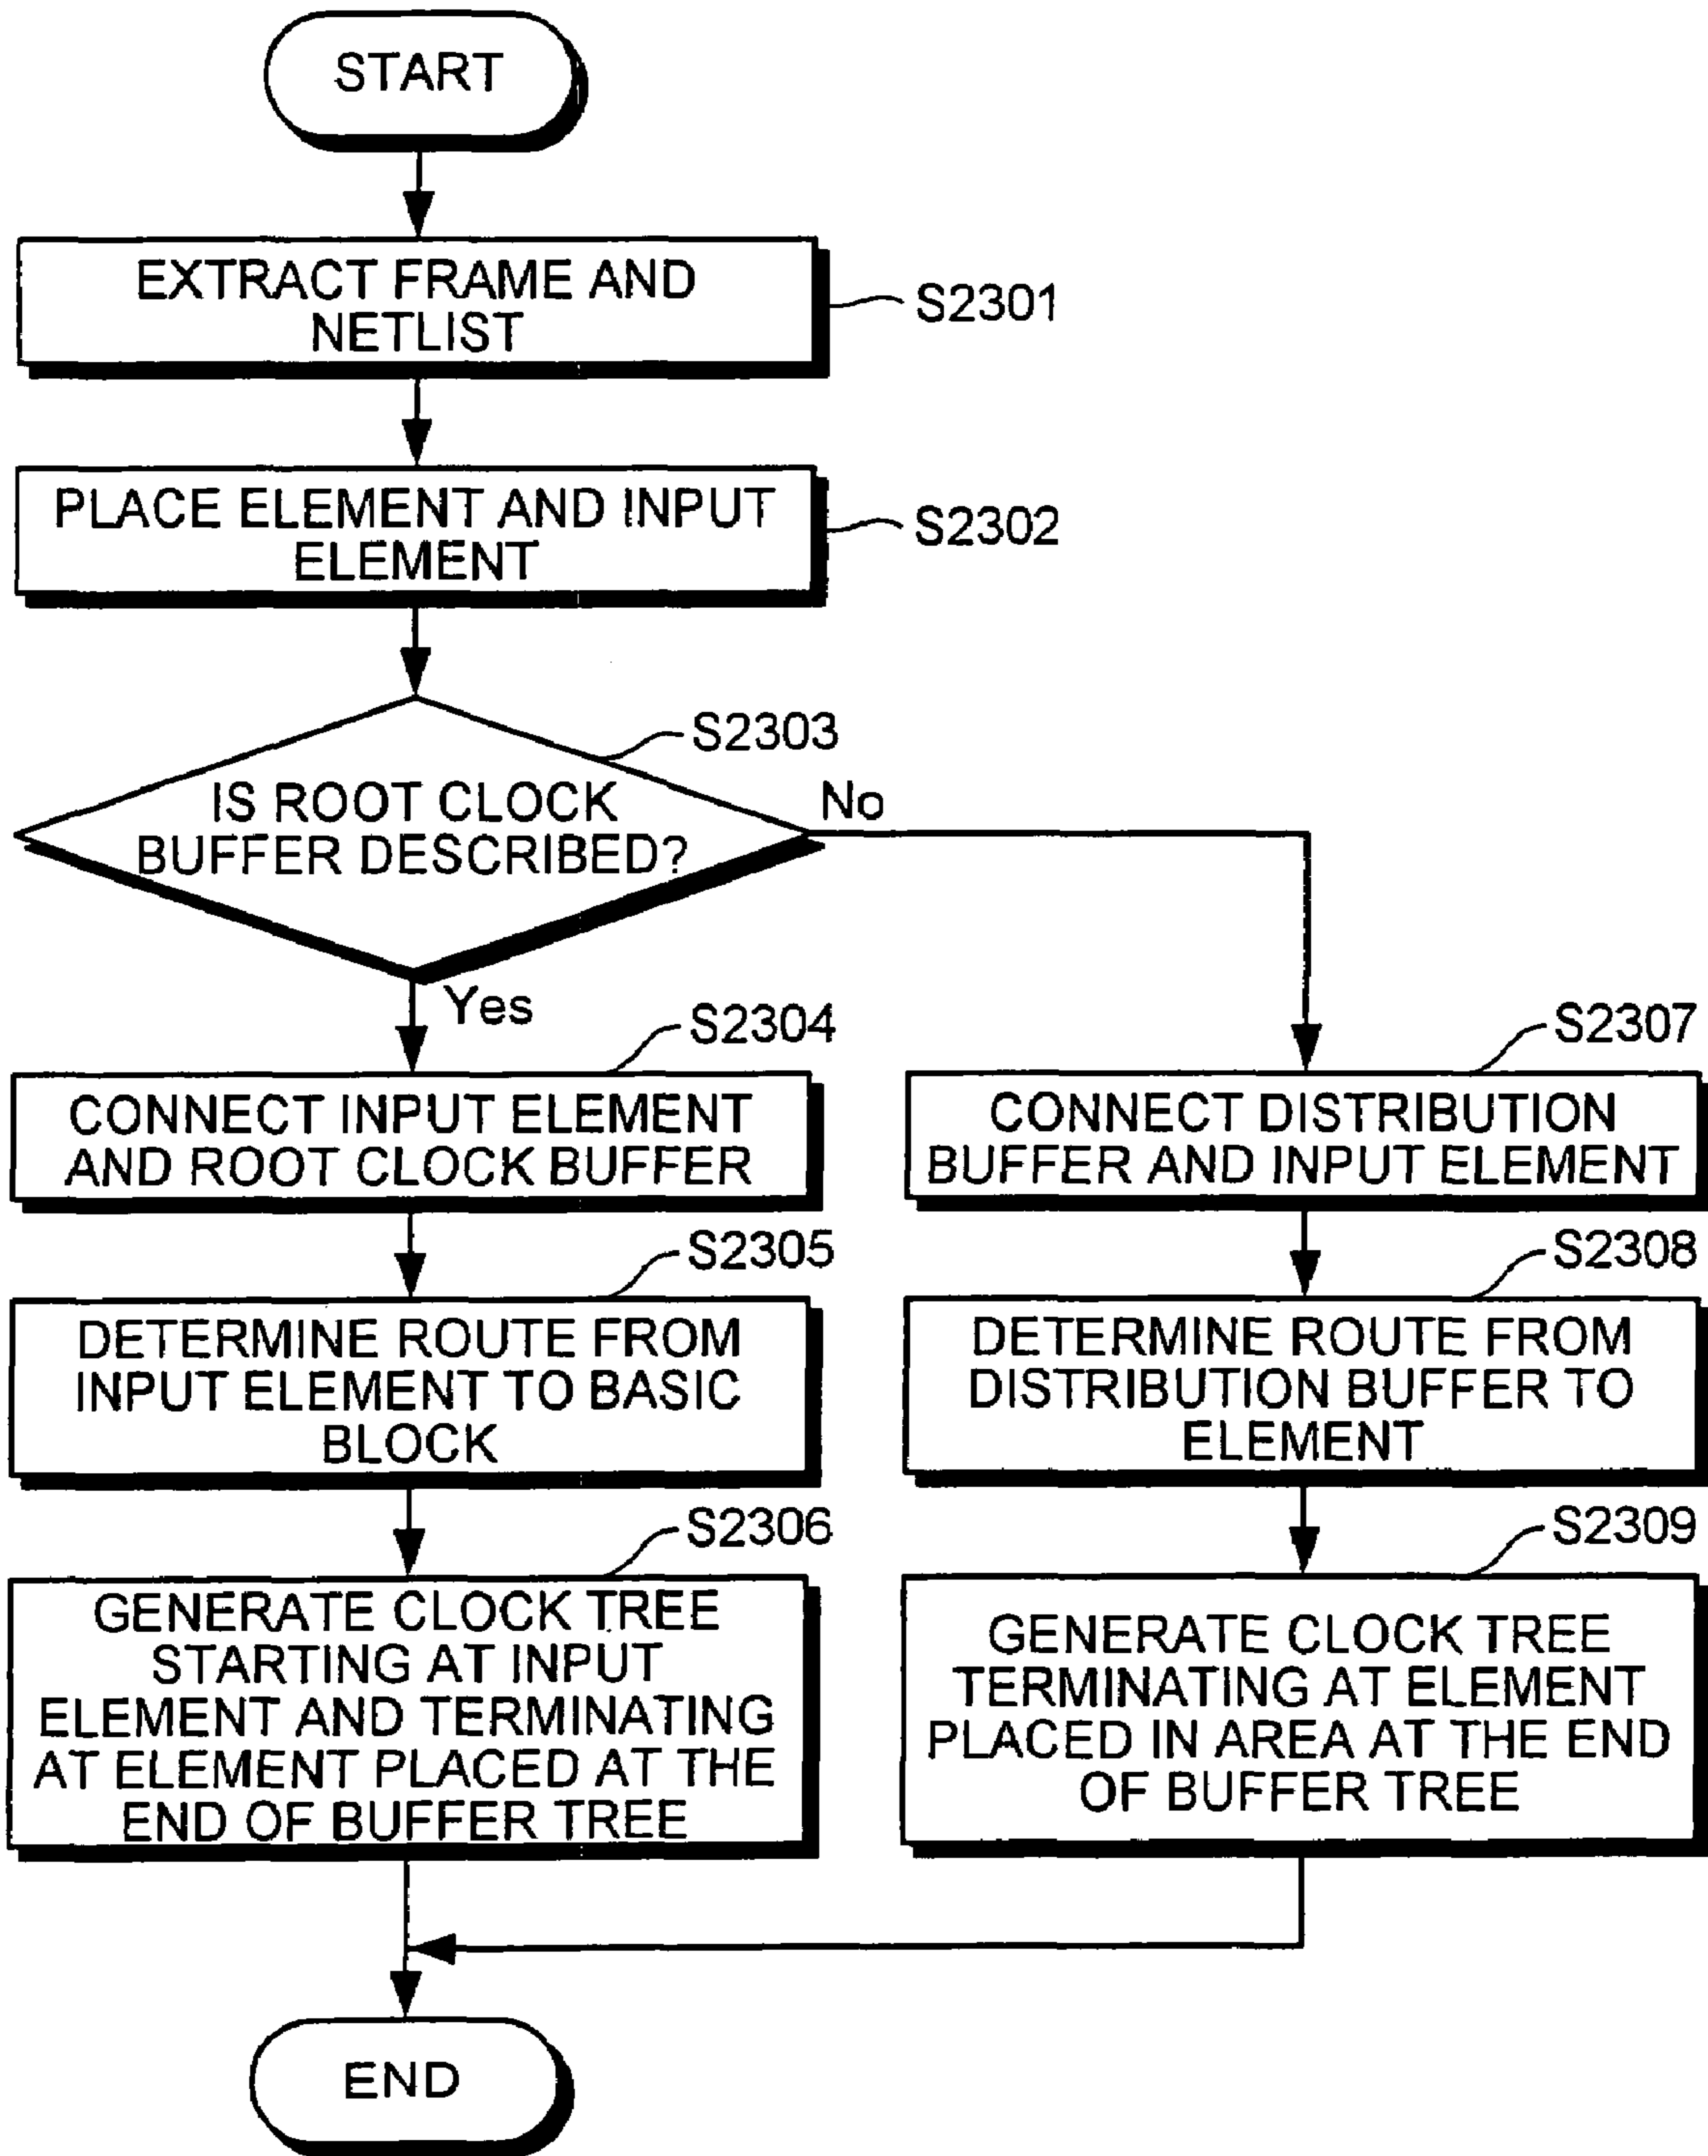 START
EXTRACT FRAME AND
NETLIST
S2301
PLACE ELEMENT AND INPUT
ELEMENT
S2302
S2303
IS ROOT CLOCK
BUFFER DESCRIBED?
No
Yes
S2304
CONNECT INPUT ELEMENT
AND ROOT CLOCK BUFFER
S2305
DETERMINE ROUTE FROM
INPUT ELEMENT TO BASIC
BLOCK
S2306
GENERATE CLOCK TREE
STARTING AT INPUT
ELEMENT AND TERMINATING
AT ELEMENT PLACED AT THE
END OF BUFFER TREE
S2307
CONNECT DISTRIBUTION
BUFFER AND INPUT ELEMENT
S2308
DETERMINE ROUTE FROM
DISTRIBUTION BUFFER TO
ELEMENT
S2309
GENERATE CLOCK TREE
TERMINATING AT ELEMENT
PLACED IN AREA AT THE END
OF BUFFER TREE
END